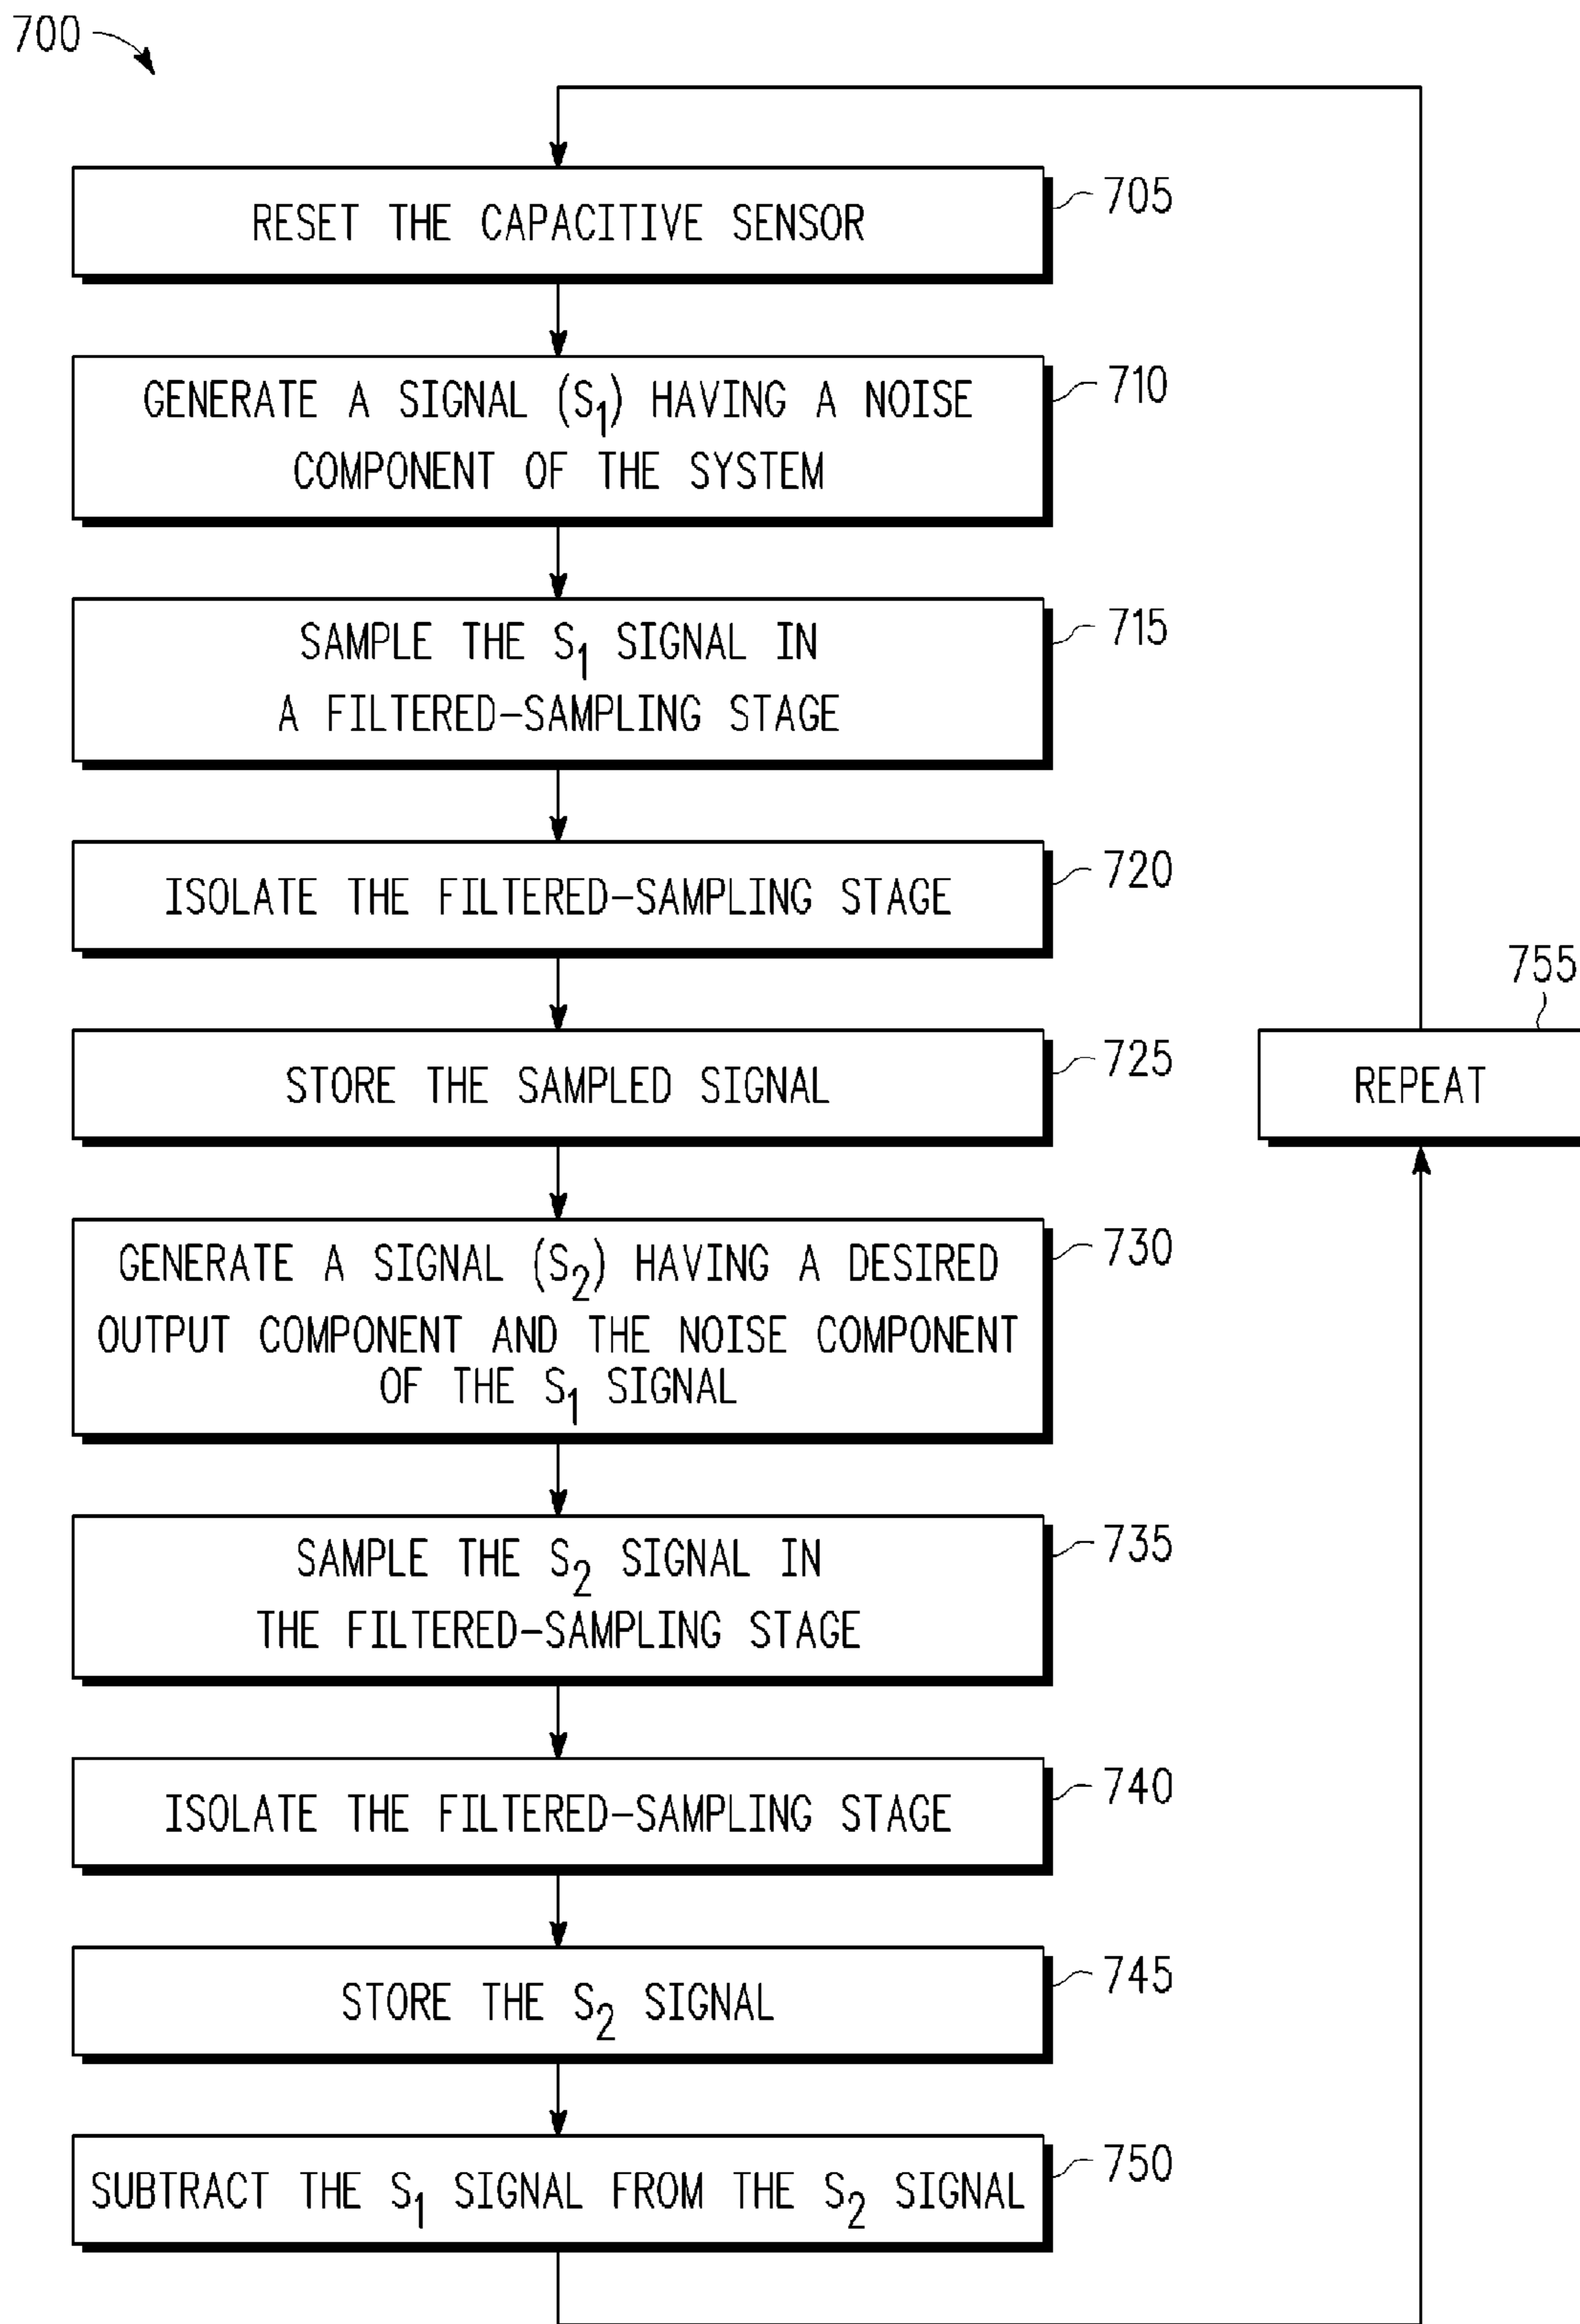 700
RESET THE CAPACITIVE SENSOR
705
GENERATE A SIGNAL (S1) HAVING A NOISE
COMPONENT OF THE SYSTEM
710
SAMPLE THE S1 SIGNAL IN
A FILTERED-SAMPLING STAGE
715
ISOLATE THE FILTERED-SAMPLING STAGE
720
STORE THE SAMPLED SIGNAL
725
755
REPEAT
GENERATE A SIGNAL (S2) HAVING A DESIRED
OUTPUT COMPONENT AND THE NOISE COMPONENT
OF THE S1 SIGNAL
730
SAMPLE THE S2 SIGNAL IN
THE FILTERED-SAMPLING STAGE
735
ISOLATE THE FILTERED-SAMPLING STAGE
740
STORE THE S2 SIGNAL
745
SUBTRACT THE S1 SIGNAL FROM THE S2 SIGNAL
750